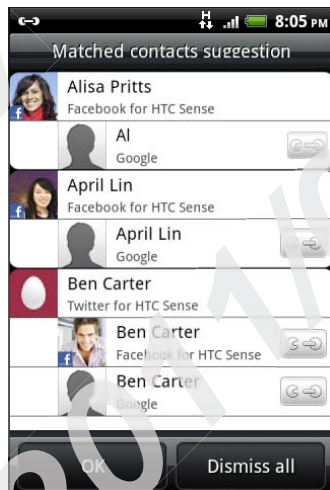 H
8:05 PM
Matched contacts suggestion
Alisa Pritts
Facebook for HTC Sense
f
Al
Google
April Lin
Facebook for HTC Sense
f
April Lin
Google
Ben Carter
Twitter for HTC Sense
Ben Carter
Facebook for HTC Sense
f
Ben Carter
Google
OK
Dismiss all
2011/0